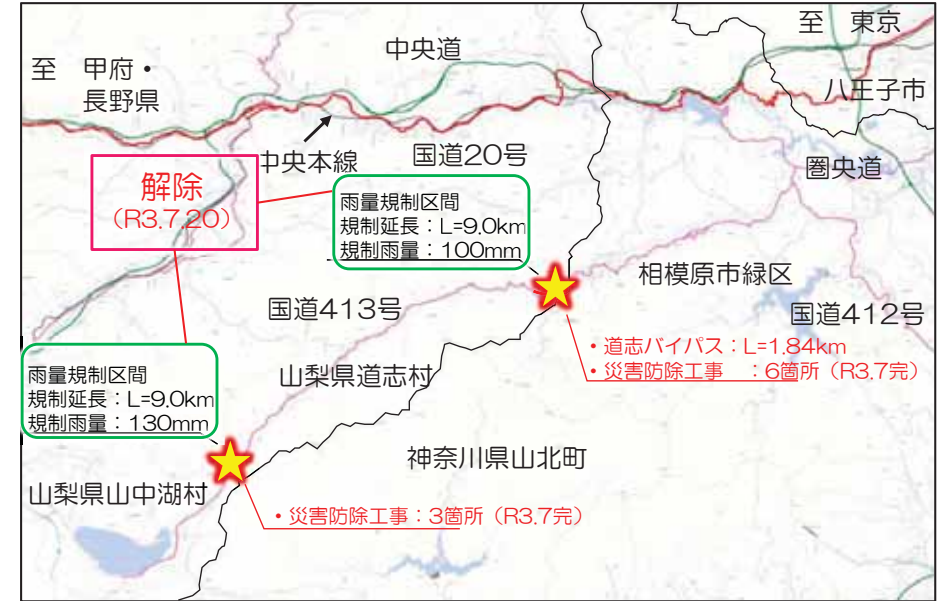 至 東京
中央道
至 甲府・
長野県
八王子市
中央本線
国道20号
圏央道
解除
(R3.7.20)
雨量規制区間
規制延長：L=9.0km
規制雨量：100mm
相模原市緑区
国道413号
国道412号
・道志バイパス：L=1.84km
・災害防除工事 ：6箇所（R3.7完）
雨量規制区間
規制延長：L=9.0km
規制雨量：130mm
山梨県道志村
神奈川県山北町
山梨県山中湖村
・災害防除工事：3箇所（R3.7完）